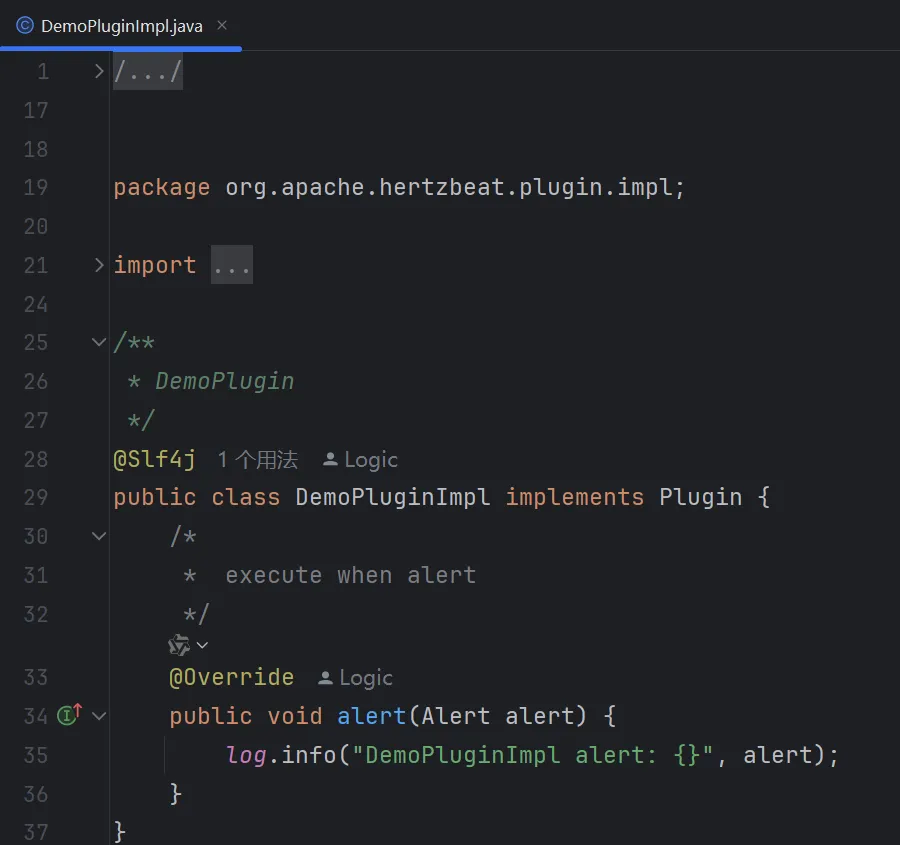 DemoPluginImpl.java
1 /.../
17
18
19 package org.apache.hertzbeat.plugin.impl;
20
21 import ...
24
25 /**
26 * DemoPlugin
27 */
28 @Slf4j 1 个用法 Logic
29 public class DemoPluginImpl implements Plugin {
30 /*
31 * execute when alert
32 */
33 @Override Logic
34 public void alert(Alert alert) {
35 log.info("DemoPluginImpl alert: {}", alert);
36 }
37 }